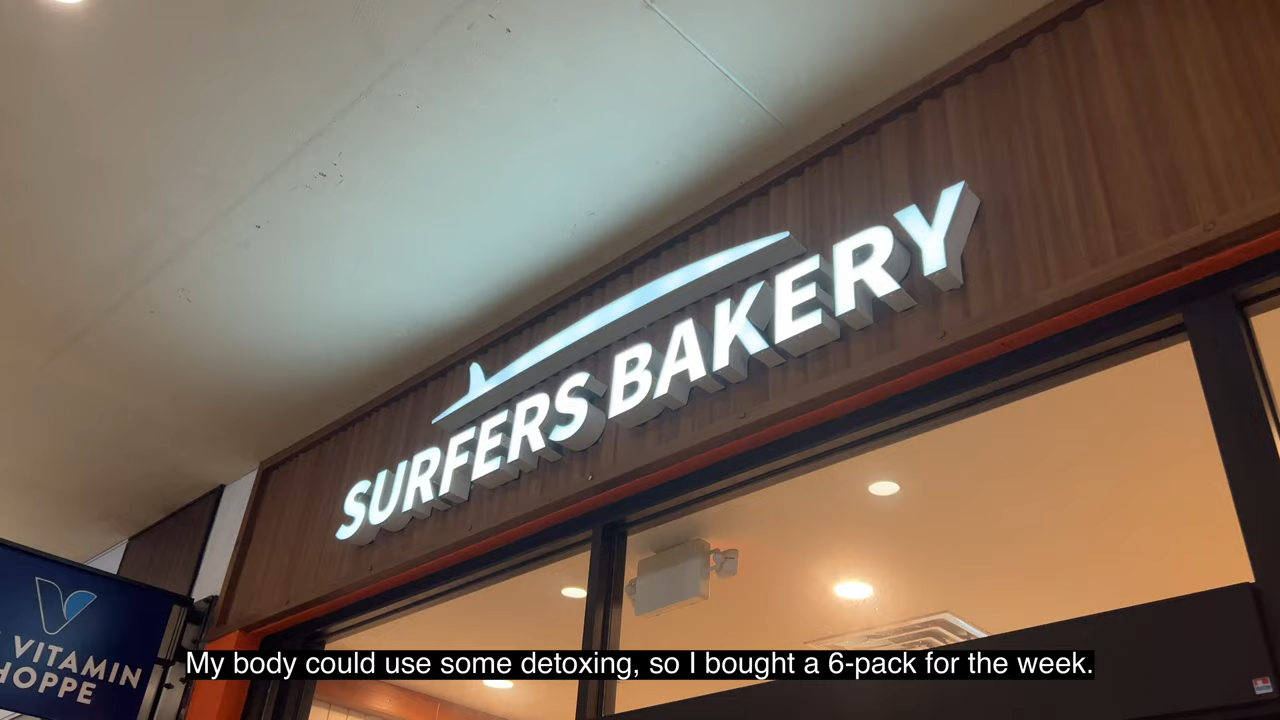 SURFERS BAKERY
VITAMIN
HOPPE
My body could use some detoxing, so I bought a 6-pack for the week.